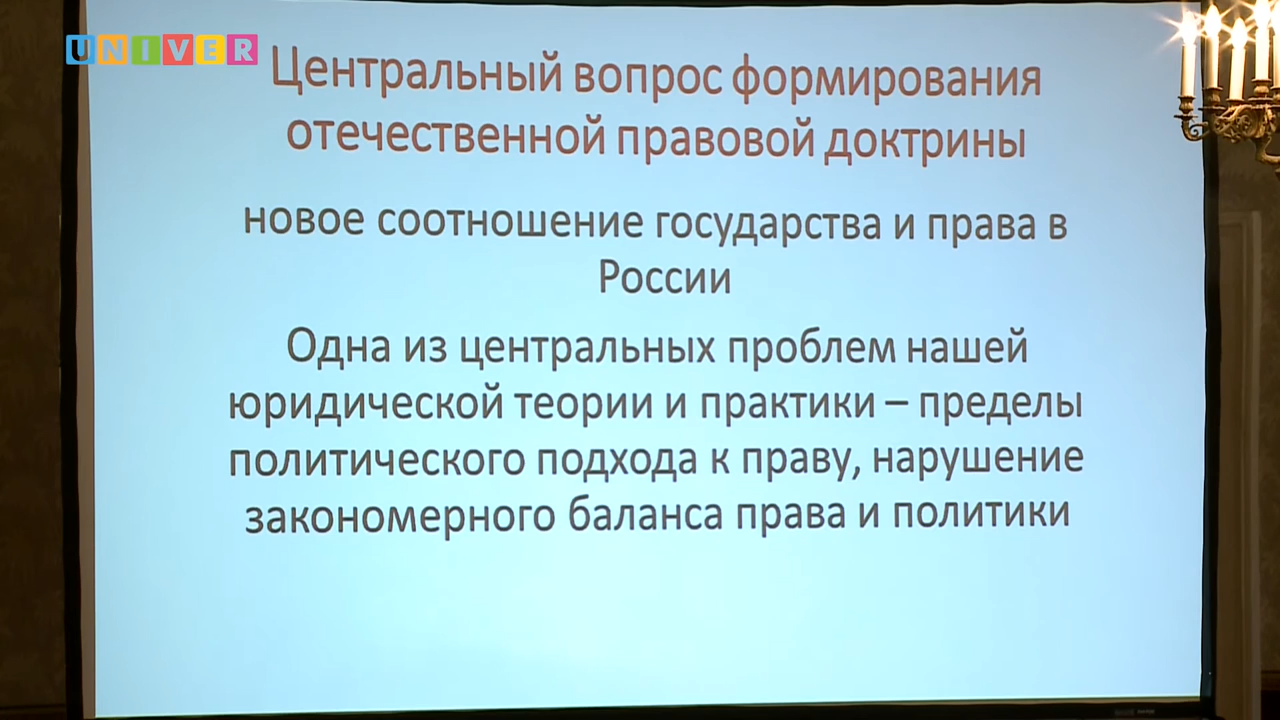 UNIVER
Центральный вопрос формирования
отечественной правовой доктрины
новое соотношение государства и права в
России
Одна из центральных проблем нашей
юридической теории и практики – пределы
политического подхода к праву, нарушение
закономерного баланса права и политики